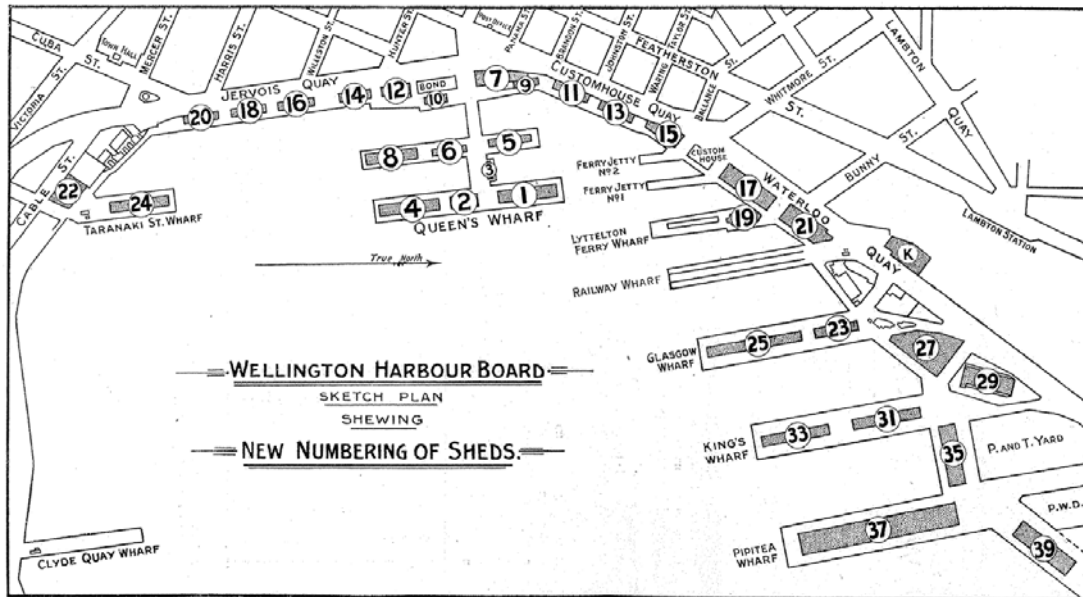 CUBA ST.
VICTORIA ST.
TOWN HALL
MERCER ST.
HARRIS ST.
WILLESTON ST.
HUNTER ST.
POST OFFICE
PANAMA ST.
BRANDON ST.
JOHNSTON ST.
WARING TAYLOR ST.
FEATHERSTON ST.
BALLANCE
WHITMORE ST.
LAMBTON QUAY
BUNNY ST.
JERVOIS QUAY
CUSTOMHOUSE QUAY
CABLE ST.
20
18
16
14
12
BOND
10
7
9
11
13
15
8
6
5
3
4
2
1
QUEEN'S WHARF
22
24
TARANAKI ST. WHARF
True North
CUSTOM HOUSE
FERRY JETTY No 2
FERRY JETTY No 1
WATERLOO QUAY
17
19
21
K
LAMBTON STATION
LYTTELTON FERRY WHARF
RAILWAY WHARF
25
23
GLASGOW WHARF
27
29
33
31
KING'S WHARF
35
P. AND T. YARD
P.W.D.
37
PIPITEA WHARF
39
CLYDE QUAY WHARF
WELLINGTON HARBOUR BOARD
SKETCH PLAN
SHEWING
NEW NUMBERING OF SHEDS.